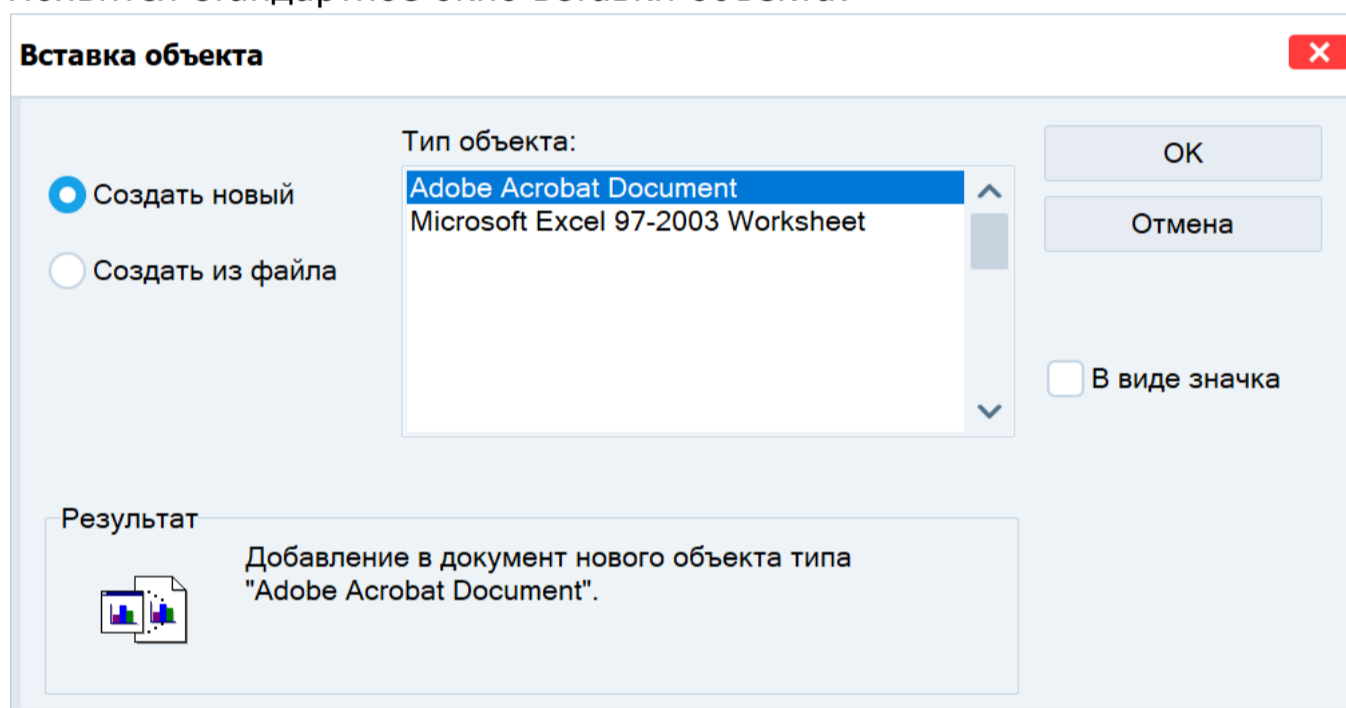 Вставка объекта
Тип объекта:
OK
Создать новый
Adobe Acrobat Document
Microsoft Excel 97-2003 Worksheet
Отмена
Создать из файла
В виде значка
Результат
Добавление в документ нового объекта типа
"Adobe Acrobat Document".